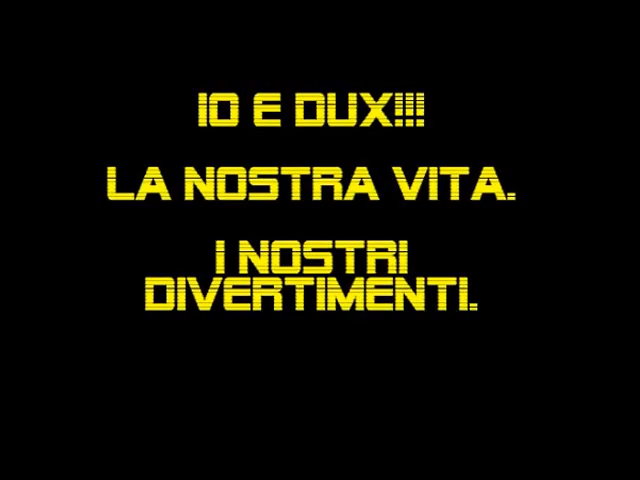 IO E DUX!!!
LA NOSTRA VITA.
I NOSTRI
DIVERTIMENTI.